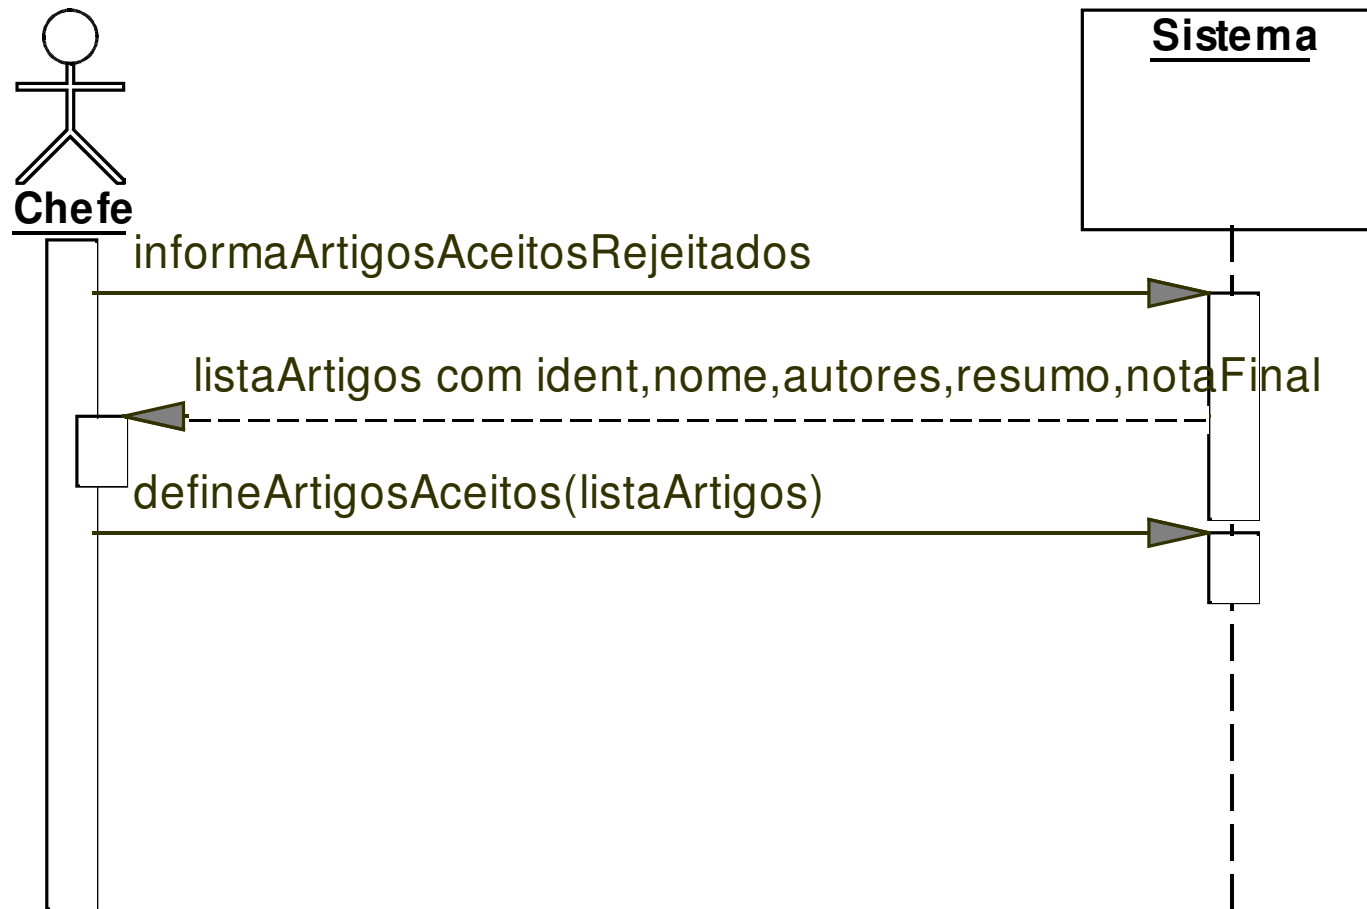 Sistema
Chefe
informaArtigosAceitosRejeitados
listaArtigos com ident,nome,autores,resumo,notaFinal
defineArtigosAceitos(listaArtigos)